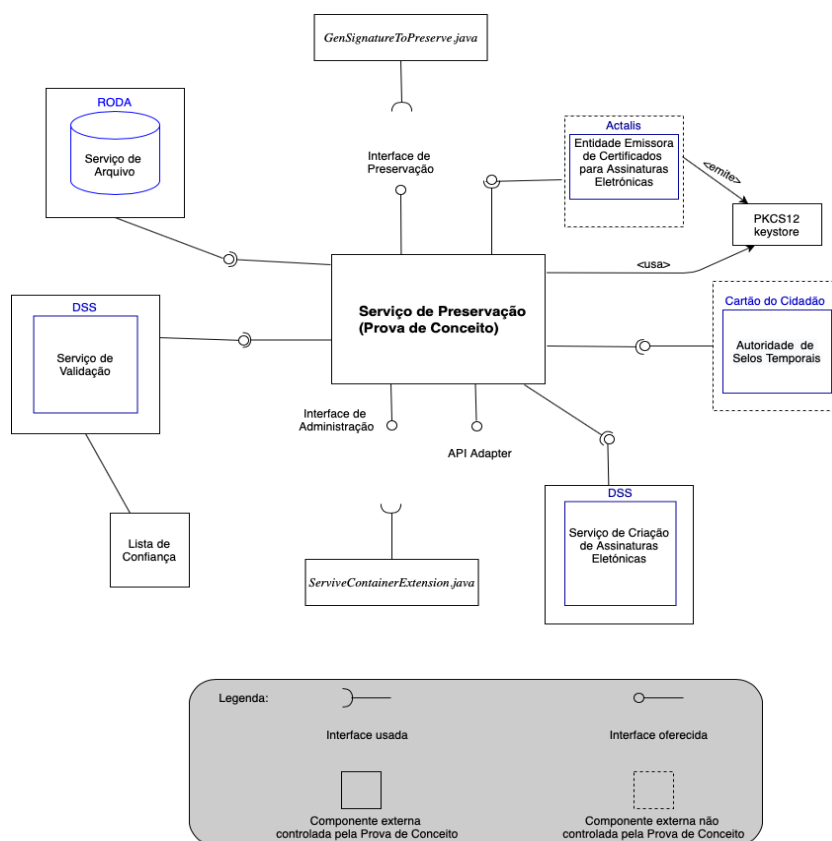 GenSignatureToPreserve.java
RODA
Serviço de
Arquivo
Interface de
Preservação
Actalis
Entidade Emissora
de Certificados
para Assinaturas
Eletrónicas
<emite>
PKCS12
keystore
<usa>
Serviço de Preservação
(Prova de Conceito)
DSS
Serviço de
Validação
Cartão do Cidadão
Autoridade de
Selos Temporais
Interface de
Administração
API Adapter
Lista de
Confiança
ServiveContainerExtension.java
DSS
Serviço de Criação
de Assinaturas
Eletónicas
Legenda:
Interface usada
Interface oferecida
Componente externa
controlada pela Prova de Conceito
Componente externa não
controlada pela Prova de Conceito